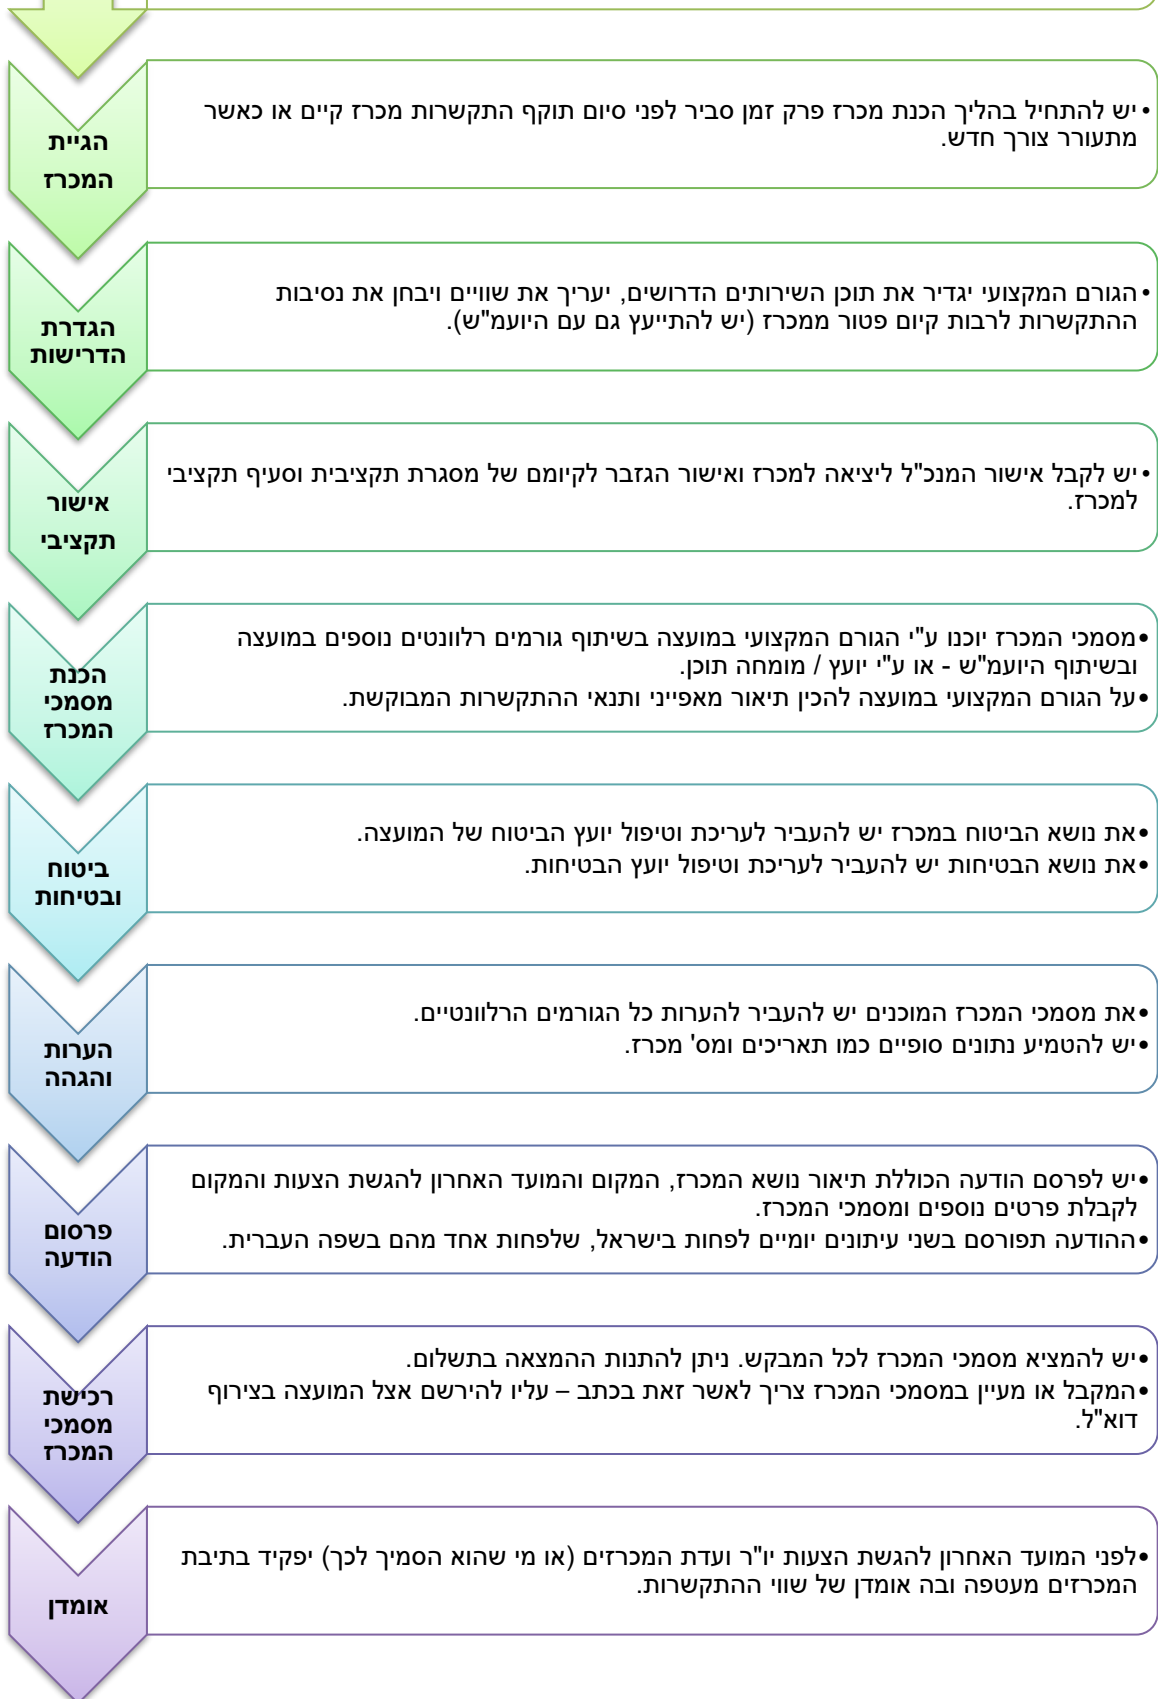 הגיית
המכרז
• יש להתחיל בהליך הכנת מכרז פרק זמן סביר לפני סיום תוקף התקשרות מכרז קיים או כאשר
מתעורר צורך חדש.
הגדרת
הדרישות
• הגורם המקצועי יגדיר את תוכן השירותים הדרושים, יעריך את שוויים ויבחן את נסיבות
ההתקשרות לרבות קיום פטור ממכרז (יש להתייעץ גם עם היועמ"ש).
אישור
תקציבי
• יש לקבל אישור המנכ"ל ליציאה למכרז ואישור הגזבר לקיומם של מסגרת תקציבית וסעיף תקציבי
למכרז.
הכנת
מסמכי
המכרז
• מסמכי המכרז יוכנו ע"י הגורם המקצועי במועצה בשיתוף גורמים רלוונטים נוספים במועצה
ובשיתוף היועמ"ש - או ע"י יועץ / מומחה תוכן.
• על הגורם המקצועי במועצה להכין תיאור מאפייני ותנאי ההתקשרות המבוקשת.
ביטוח
ובטיחות
• את נושא הביטוח במכרז יש להעביר לעריכת וטיפול יועץ הביטוח של המועצה.
• את נושא הבטיחות יש להעביר לעריכת וטיפול יועץ הבטיחות.
הערות
והגהה
• את מסמכי המכרז המוכנים יש להעביר להערות כל הגורמים הרלוונטיים.
• יש להטמיע נתונים סופיים כמו תאריכים ומס' מכרז.
פרסום
הודעה
• יש לפרסם הודעה הכוללת תיאור נושא המכרז, המקום והמועד האחרון להגשת הצעות והמקום
לקבלת פרטים נוספים ומסמכי המכרז.
• ההודעה תפורסם בשני עיתונים יומיים לפחות בישראל, שלפחות אחד מהם בשפה העברית.
רכישת
מסמכי
המכרז
• יש להמציא מסמכי המכרז לכל המבקש. ניתן להתנות ההמצאה בתשלום.
• המקבל או מעיין במסמכי המכרז צריך לאשר זאת בכתב – עליו להירשם אצל המועצה בצירוף
דוא"ל.
אומדן
• לפני המועד האחרון להגשת הצעות יו"ר ועדת המכרזים (או מי שהוא הסמיך לכך) יפקיד בתיבת
המכרזים מעטפה ובה אומדן של שווי ההתקשרות.